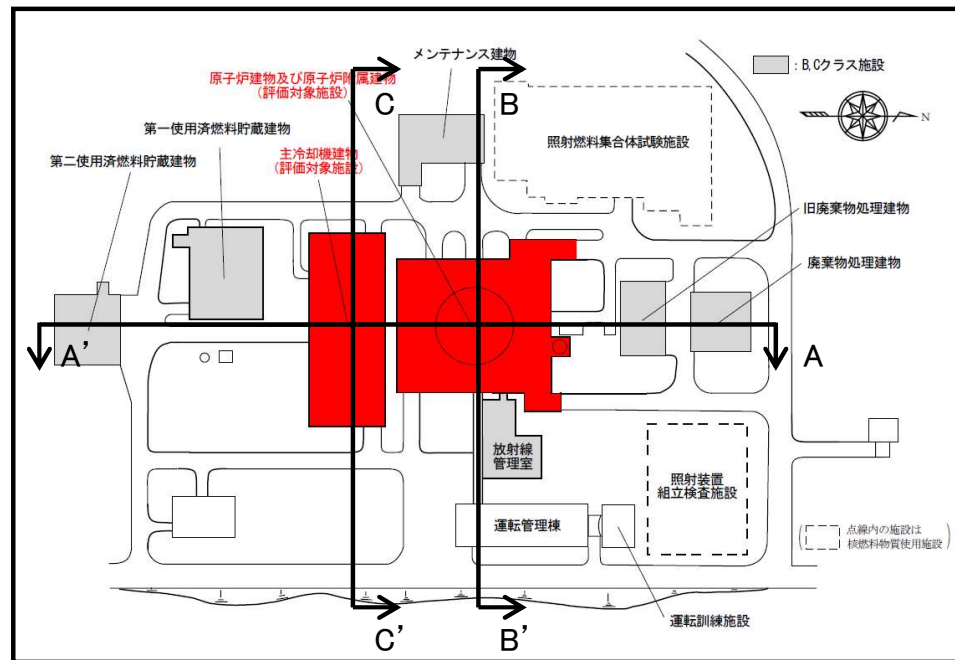 メンテナンス建物
C
B
: B,Cクラス施設
原子炉建物及び原子炉附属建物
(評価対象施設)
N
第一使用済燃料貯蔵建物
照射燃料集合体試験施設
主冷却機建物
(評価対象施設)
第二使用済燃料貯蔵建物
旧廃棄物処理建物
廃棄物処理建物
A'
A
放射線
管理室
照射装置
組立検査施設
運転管理棟
点線内の施設は
核燃料物質使用施設
運転訓練施設
C'
B'